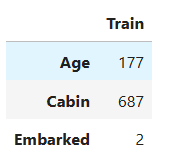 Train
Age 177
Cabin 687
Embarked 2